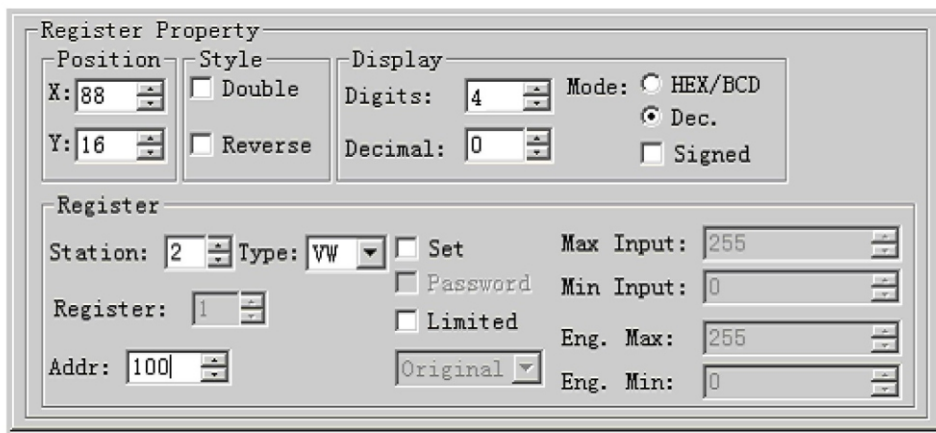 Register Property
Position Style Display
X: 88 Double Digits: 4 Mode: HEX/BCD
Dec.
Y: 16 Reverse Decimal: 0 Signed
Register
Station: 2 Type: VW Set Max Input: 255
Password Min Input: 0
Register: 1
Limited
Eng. Max: 255
Addr: 100 Original Eng. Min: 0